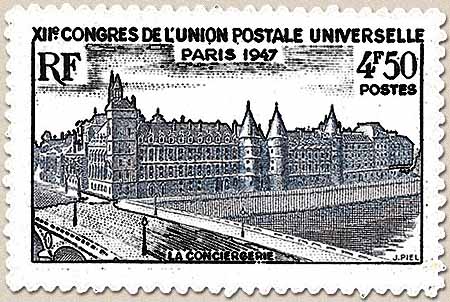 XIIᵉ CONGRES DE L'UNION POSTALE UNIVERSELLE
PARIS 1947
RF
4F50
POSTES
LA CONCIERGERIE
J.PIEL